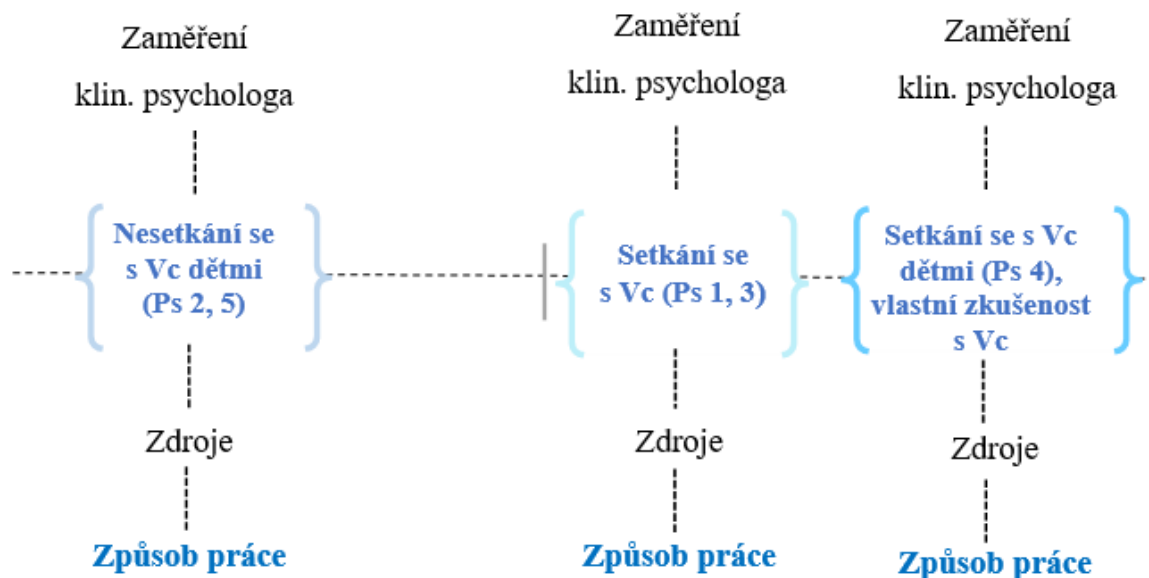 Zaměření
klin. psychologa
Nesetkání se
s Vc dětmi
(Ps 2, 5)
Zdroje
Způsob práce
Zaměření
klin. psychologa
Setkání se
s Vc (Ps 1, 3)
Zdroje
Způsob práce
Zaměření
klin. psychologa
Setkání se s Vc
dětmi (Ps 4),
vlastní zkušenost
s Vc
Zdroje
Způsob práce